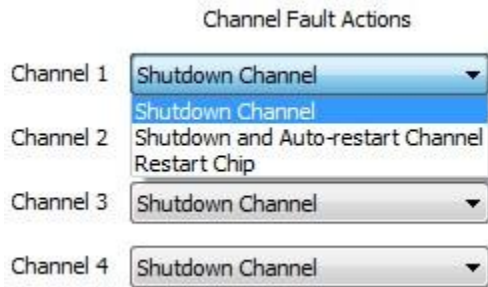 Channel Fault Actions
Channel 1 Shutdown Channel
Shutdown Channel
Channel 2 Shutdown and Auto-restart Channel
Restart Chip
Channel 3 Shutdown Channel
Channel 4 Shutdown Channel